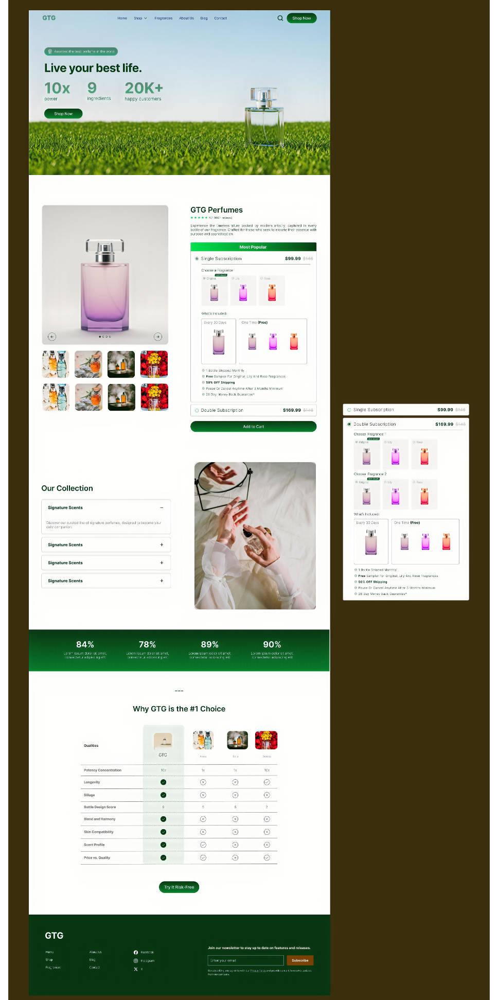 GTG
Home Shop Fragrances About Us Blog Contact
Shop Now
Awarded the best perfume in the world
Live your best life.
10x 9 20K+
power ingredients happy customers
Shop Now
GTG Perfumes
4.7 (999+ reviews)
Experience the timeless allure backed by modern artistry, captured in every
bottle of our fragrance. Crafted for those who seek to elevate their essence with
purpose and sophistication.
Most Popular
Single Subscription $99.99 $146
Choose a Fragrance
BEST-SELLER
Original Lily Rose
What's Included:
Every 30 Days One Time (Free)
1 Bottle Shipped Monthly
Free Sampler For Original, Lily And Rose Fragrances
50% OFF Shipping
Pause Or Cancel Anytime After 3 Months Minimum
28 Day Money Back Guarantee*
Double Subscription $169.99 $146
Add to Cart
Single Subscription $99.99 $146
Double Subscription $169.99 $146
Choose Fragrance 1
BEST-SELLER
Original Lily Rose
Choose Fragrance 2
BEST-SELLER
Original Lily Rose
What's Included:
Every 30 Days One Time (Free)
1 Bottle Shipped Monthly
Free Sampler For Original, Lily And Rose Fragrances
50% OFF Shipping
Pause Or Cancel Anytime After 3 Months Minimum
28 Day Money Back Guarantee*
Our Collection
Signature Scents −
Discover our curated line of signature perfumes, designed to become your
daily companion.
Signature Scents +
Signature Scents +
Signature Scents +
84% 78% 89% 90%
Lorem ipsum dolor sit amet, Lorem ipsum dolor sit amet, Lorem ipsum dolor sit amet, Lorem ipsum dolor sit amet,
consectetur adipiscing elit consectetur adipiscing elit consectetur adipiscing elit consectetur adipiscing elit
___
Why GTG is the #1 Choice
Qualities
GTG
Potency Concentration 10x 1x 1x 10x
Longevity
Sillage
Bottle Design Score 9 5 6 2
Blend and Harmony
Skin Compatibility
Scent Profile
Price vs. Quality
Try It Risk-Free
GTG
Home About Us Facebook
Shop Blog Instagram
Fragrances Contact X
Join our newsletter to stay up to date on features and releases.
Enter your email Subscribe
By subscribing you agree to with our Privacy Policy and provide consent to receive updates
from our company.